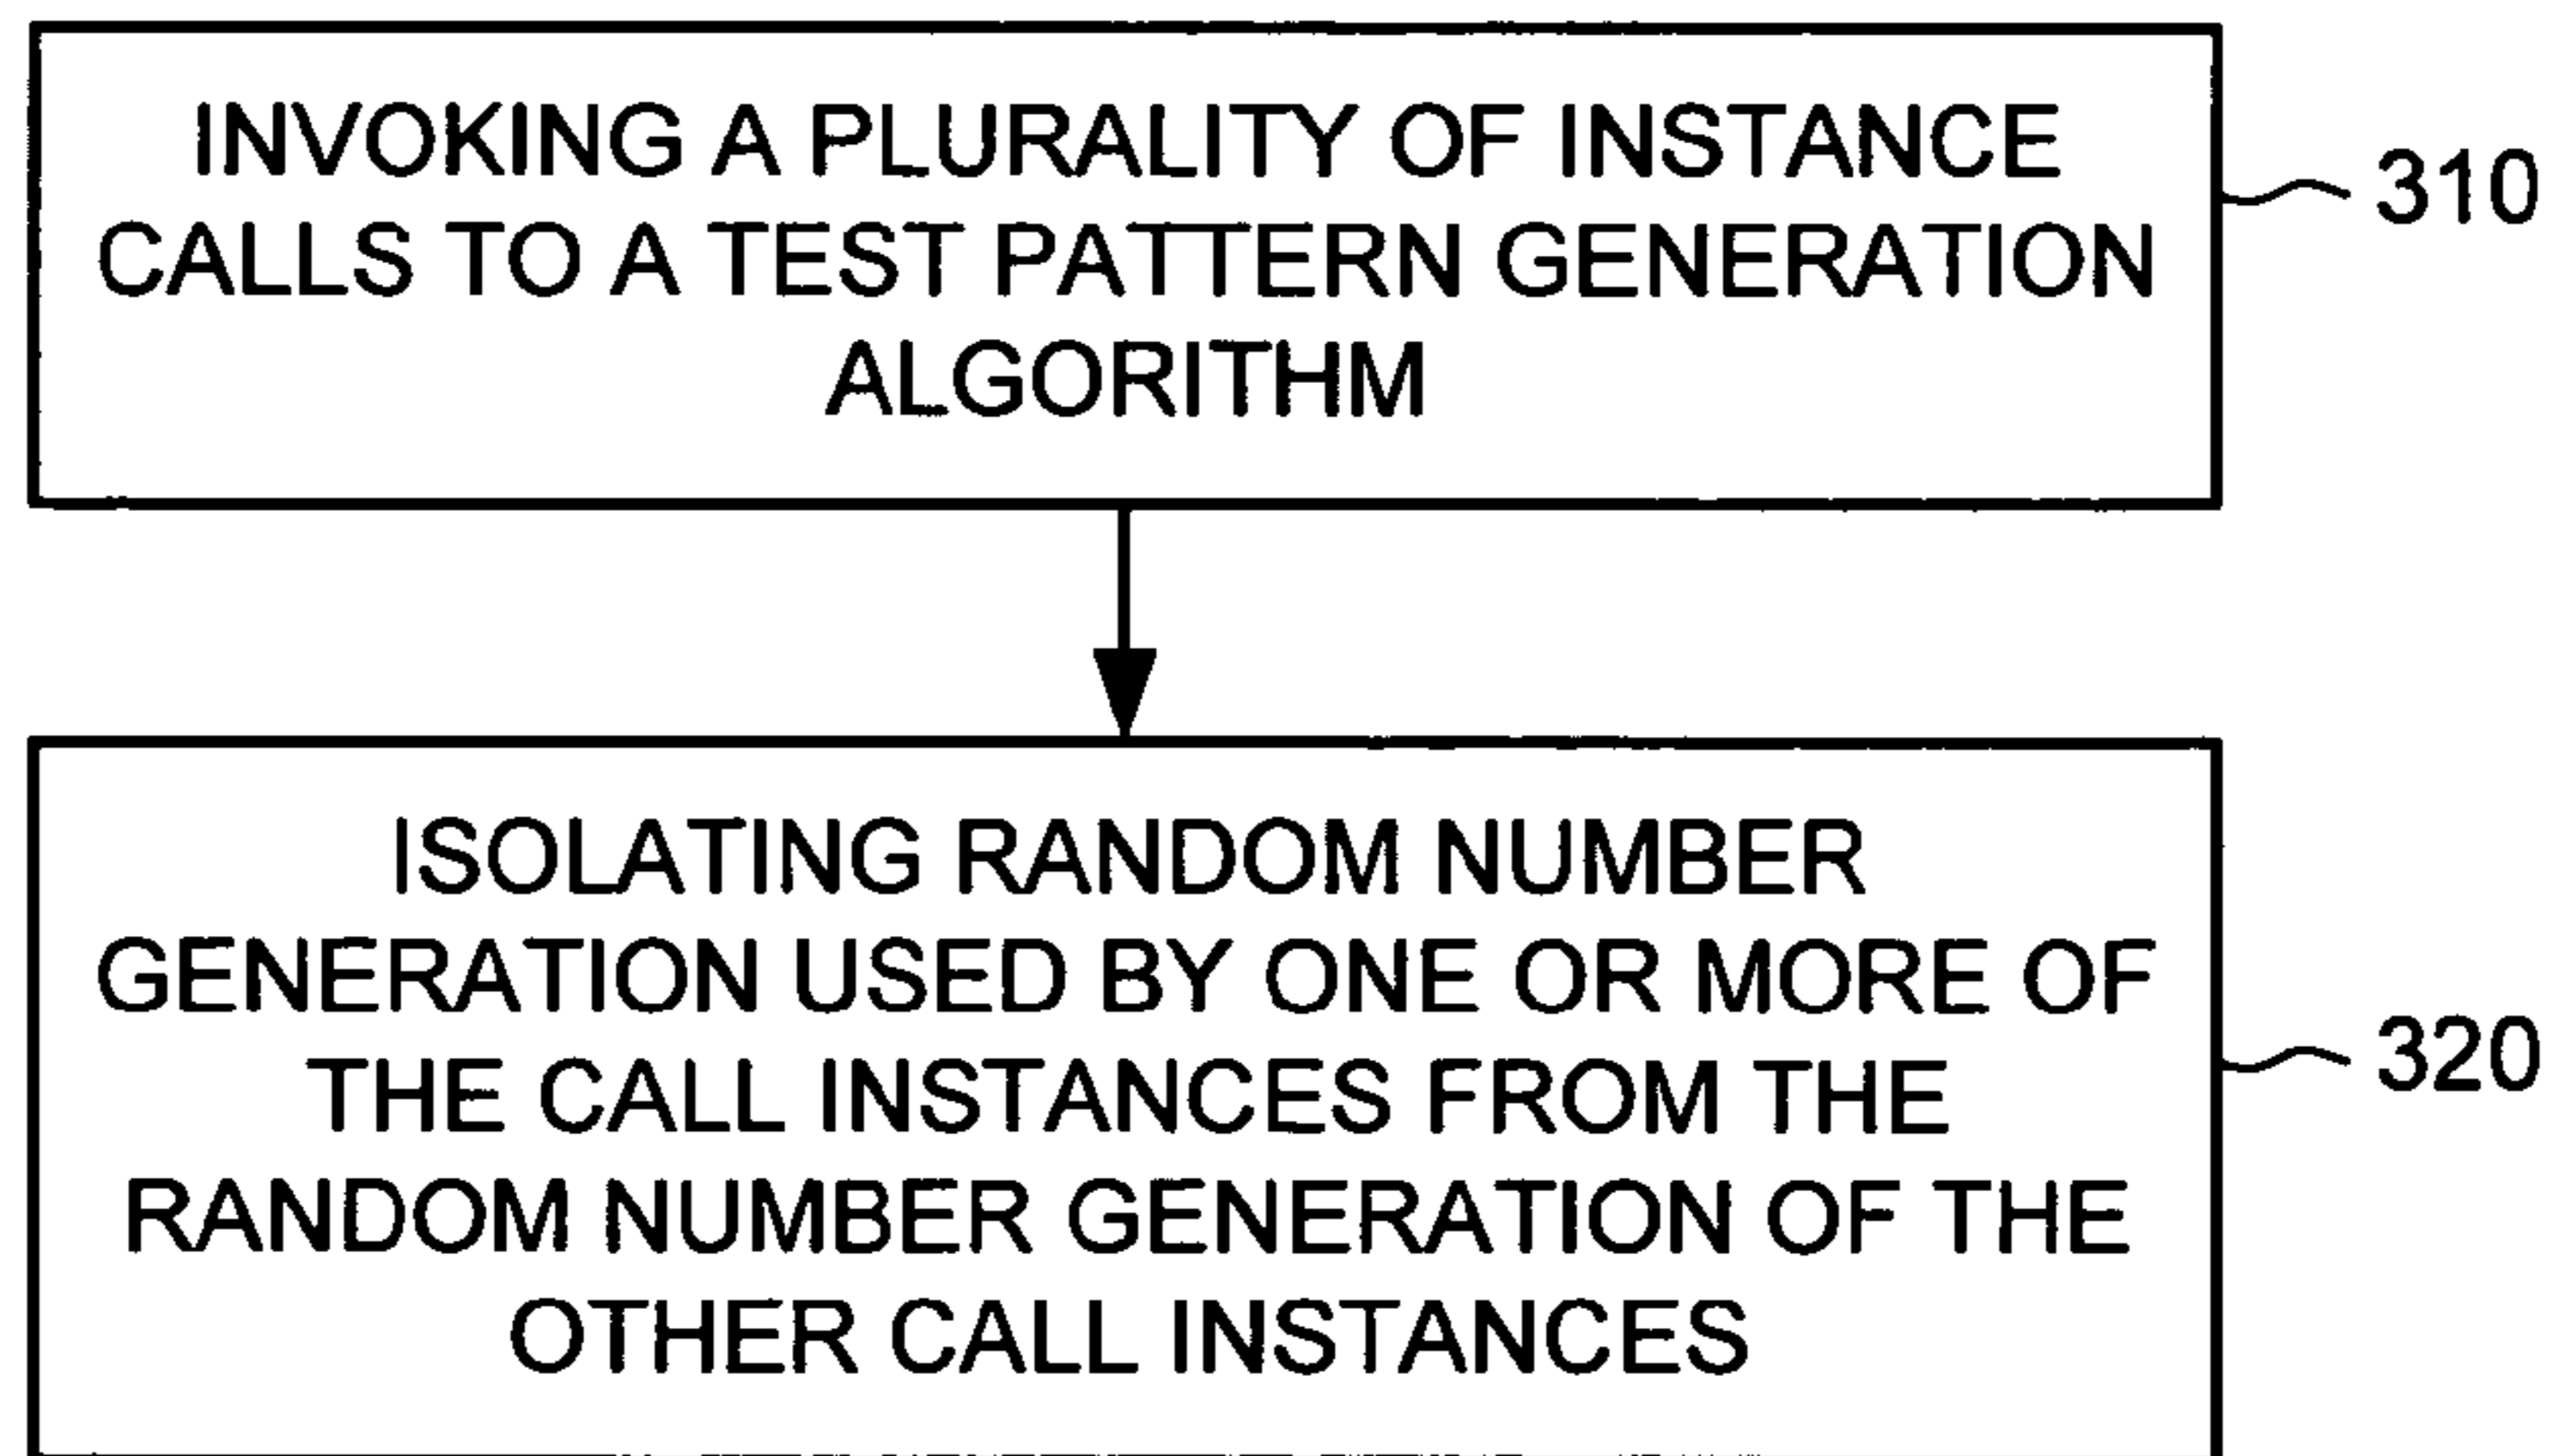 INVOKING A PLURALITY OF INSTANCE
CALLS TO A TEST PATTERN GENERATION
ALGORITHM
310
ISOLATING RANDOM NUMBER
GENERATION USED BY ONE OR MORE OF
THE CALL INSTANCES FROM THE
RANDOM NUMBER GENERATION OF THE
OTHER CALL INSTANCES
320